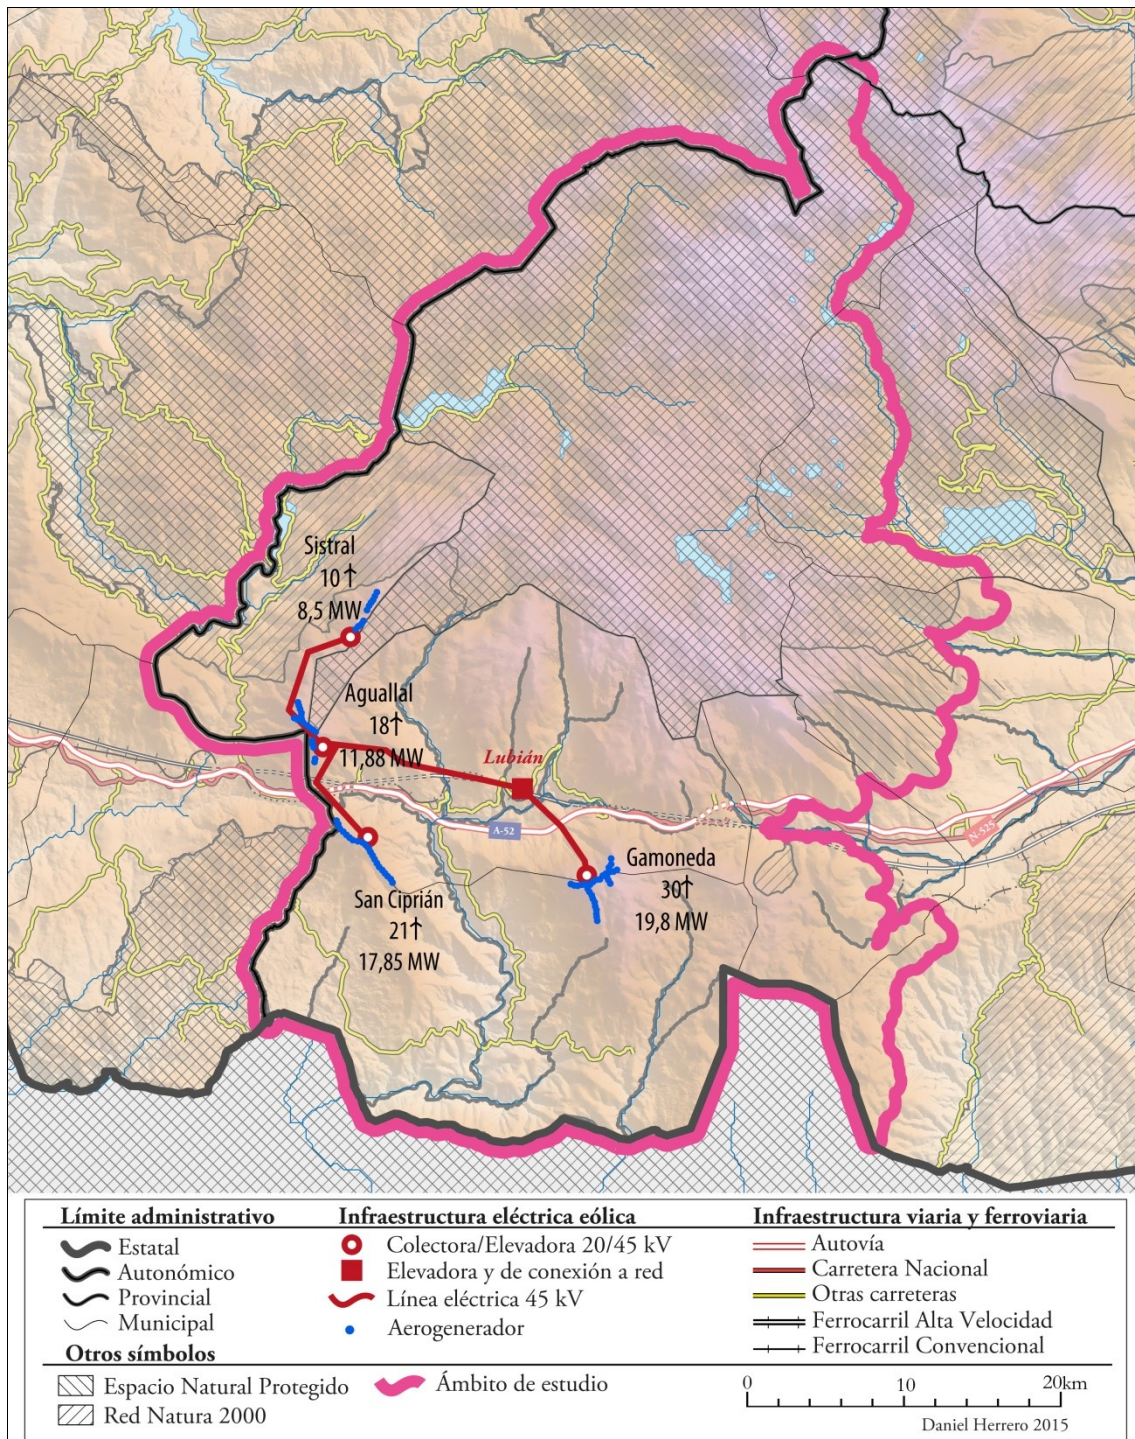 Sistral
10↑
8,5 MW
Aguallal
18↑
11,88 MW
Lubián
A-52
N-525
Gamoneda
30↑
19,8 MW
San Ciprián
21↑
17,85 MW
Límite administrativo
Estatal
Autonómico
Provincial
Municipal
Infraestructura eléctrica eólica
Colectora/Elevadora 20/45 kV
Elevadora y de conexión a red
Línea eléctrica 45 kV
Aerogenerador
Infraestructura viaria y ferroviaria
Autovía
Carretera Nacional
Otras carreteras
Ferrocarril Alta Velocidad
Ferrocarril Convencional
Otros símbolos
Espacio Natural Protegido
Red Natura 2000
Ámbito de estudio
0 10 20km
Daniel Herrero 2015